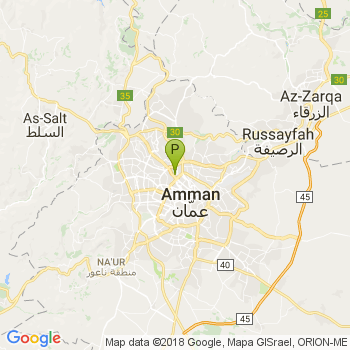 25
Az-Zarqa
الزرقاء
35
As-Salt
السلط
30
Russayfah
الرصيفة
P
Amman
عمان
45
NA'UR
منطقة ناعور
40
35
45
Google
Map data ©2018 Google, Mapa GISrael, ORION-ME